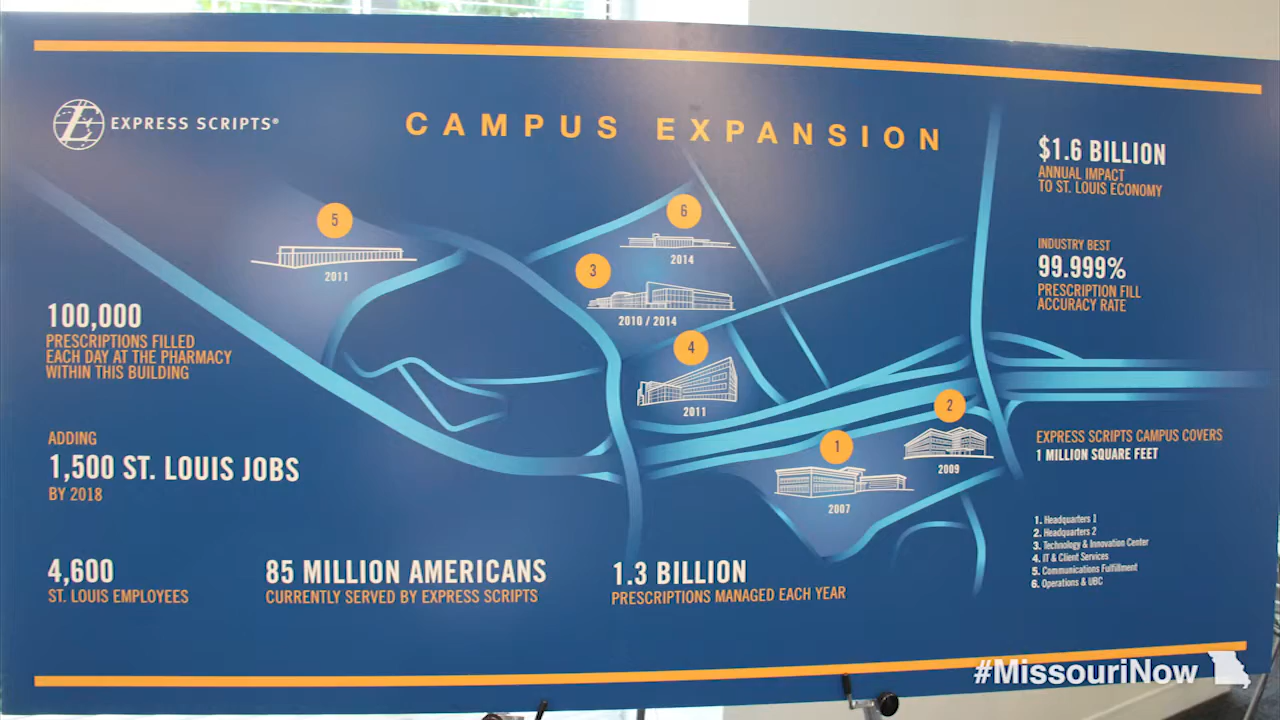 EXPRESS SCRIPTS®
CAMPUS EXPANSION
$1.6 BILLION
ANNUAL IMPACT
TO ST. LOUIS ECONOMY
INDUSTRY BEST
99.999%
PRESCRIPTION FILL
ACCURACY RATE
5
2011
6
2014
3
2010 / 2014
4
2011
2
2009
1
2007
100,000
PRESCRIPTIONS FILLED
EACH DAY AT THE PHARMACY
WITHIN THIS BUILDING
ADDING
1,500 ST. LOUIS JOBS
BY 2018
4,600
ST. LOUIS EMPLOYEES
85 MILLION AMERICANS
CURRENTLY SERVED BY EXPRESS SCRIPTS
1.3 BILLION
PRESCRIPTIONS MANAGED EACH YEAR
EXPRESS SCRIPTS CAMPUS COVERS
1 MILLION SQUARE FEET
1. Headquarters 1
2. Headquarters 2
3. Technology & Innovation Center
4. IT & Client Services
5. Communications Fulfillment
6. Operations & UBC
#MissouriNow